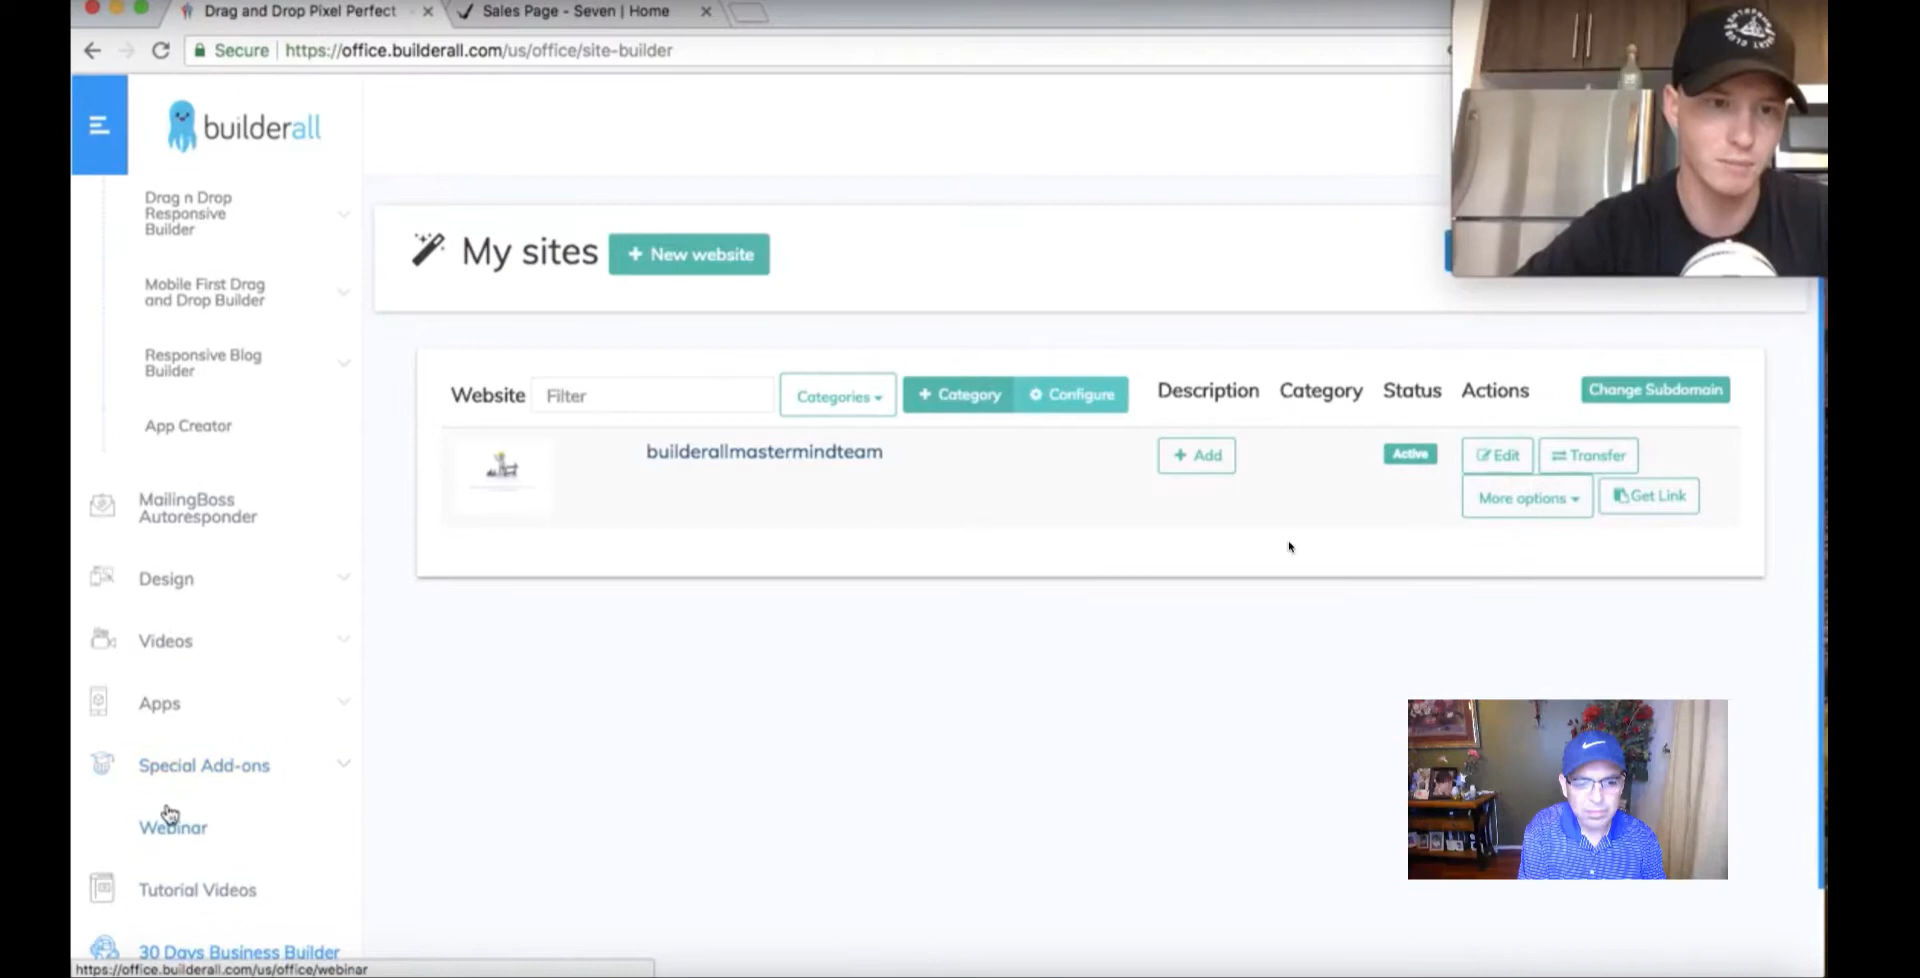 Drag and Drop Pixel Perfect
Sales Page - Seven | Home
Secure
https://office.builderall.com/us/office/site-builder
builderall
Drag n Drop
Responsive
Builder
Mobile First Drag
and Drop Builder
Responsive Blog
Builder
App Creator
MailingBoss
Autoresponder
Design
Videos
Apps
Special Add-ons
Webinar
Tutorial Videos
30 Days Business Builder
https://office.builderall.com/us/office/webinar
My sites
+ New website
Website Filter Categories + Category Configure Description Category Status Actions Change Subdomain
builderallmastermindteam + Add Active Edit Transfer
More options Get Link